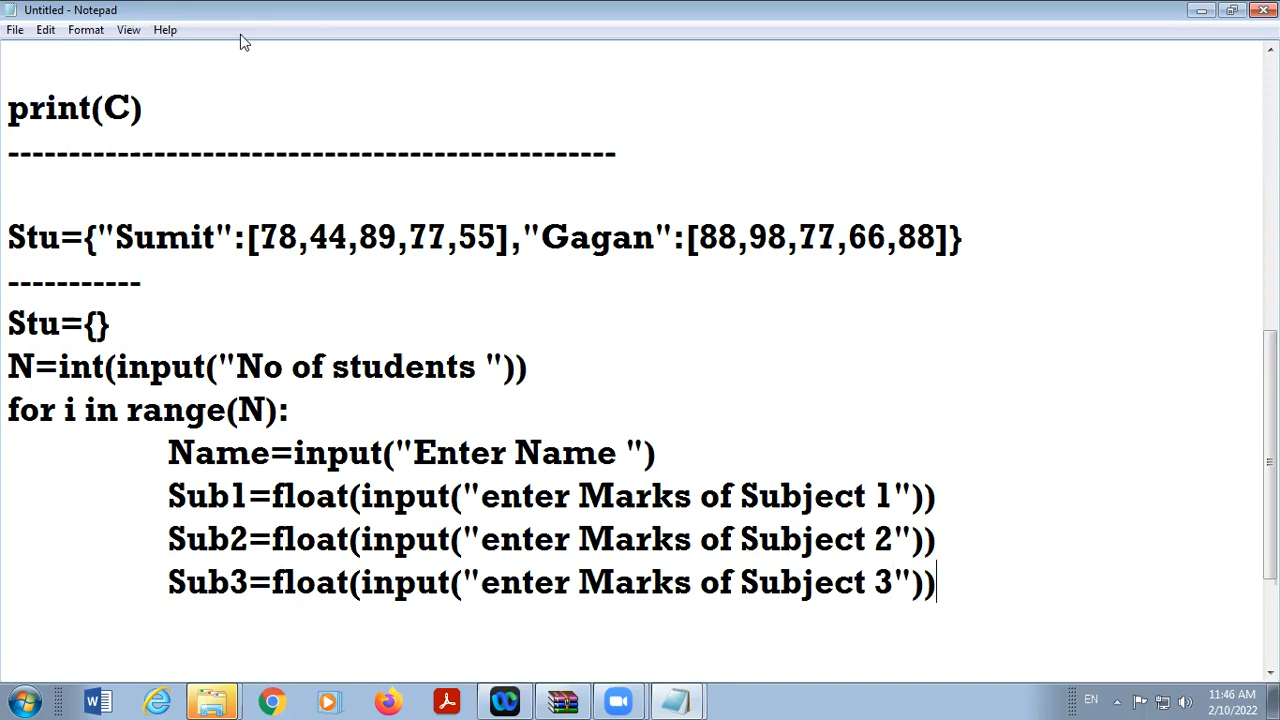 Untitled - Notepad
File Edit Format View Help
print(C)
--------------------------------------------------
Stu={"Sumit":[78,44,89,77,55],"Gagan":[88,98,77,66,88]}
-----------
Stu={}
N=int(input("No of students "))
for i in range(N):
Name=input("Enter Name ")
Sub1=float(input("enter Marks of Subject 1"))
Sub2=float(input("enter Marks of Subject 2"))
Sub3=float(input("enter Marks of Subject 3"))
EN
11:46 AM
2/10/2022